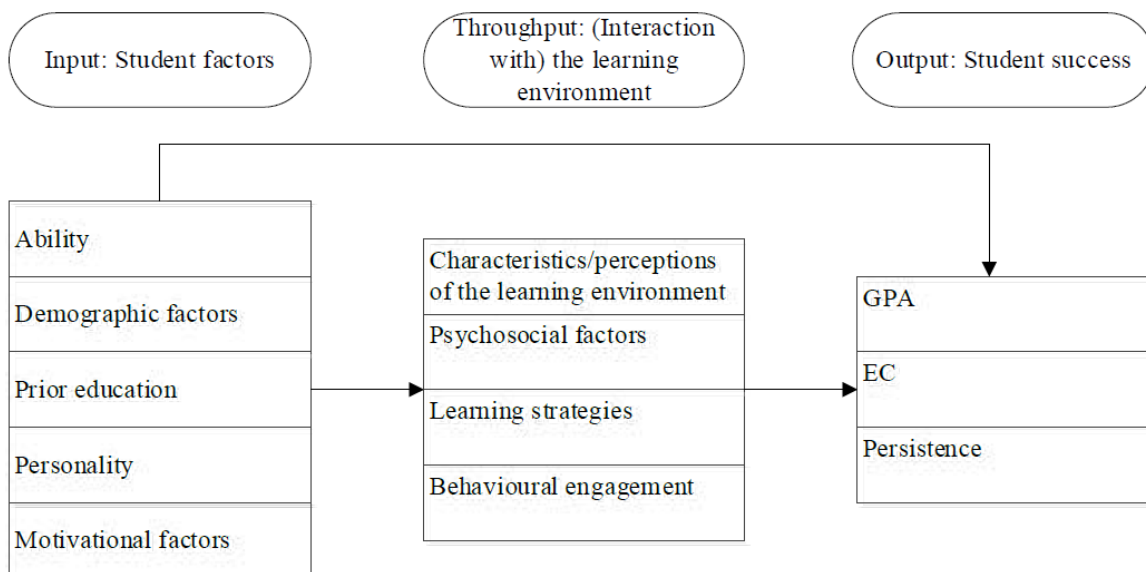 Input: Student factors
Throughput: (Interaction
with) the learning
environment
Output: Student success
Ability
Demographic factors
Prior education
Personality
Motivational factors
Characteristics/perceptions
of the learning environment
Psychosocial factors
Learning strategies
Behavioural engagement
GPA
EC
Persistence